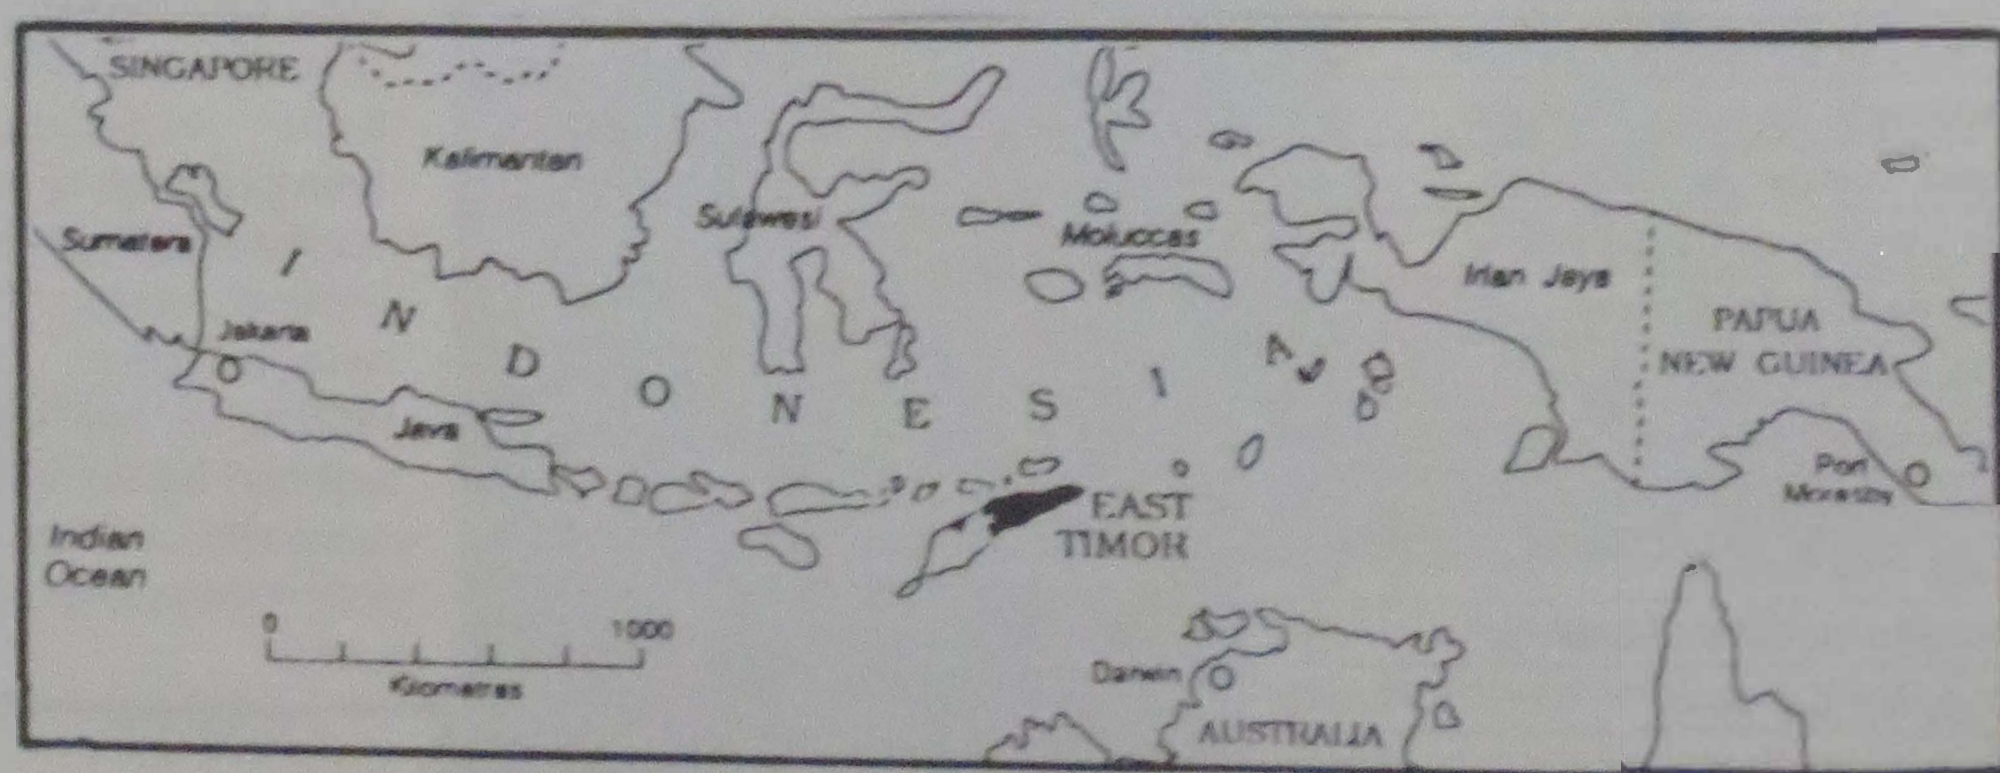 SINGAPORE
Kalimantan
Sulawesi
Moluccas
Sumatera
Irian Jaya
Jakarta
PAPUA
NEW GUINEA
I N D O N E S I A
Java
Port
Moresby
EAST
TIMOR
Indian
Ocean
0 1000
Kilometres
Darwin
AUSTRALIA